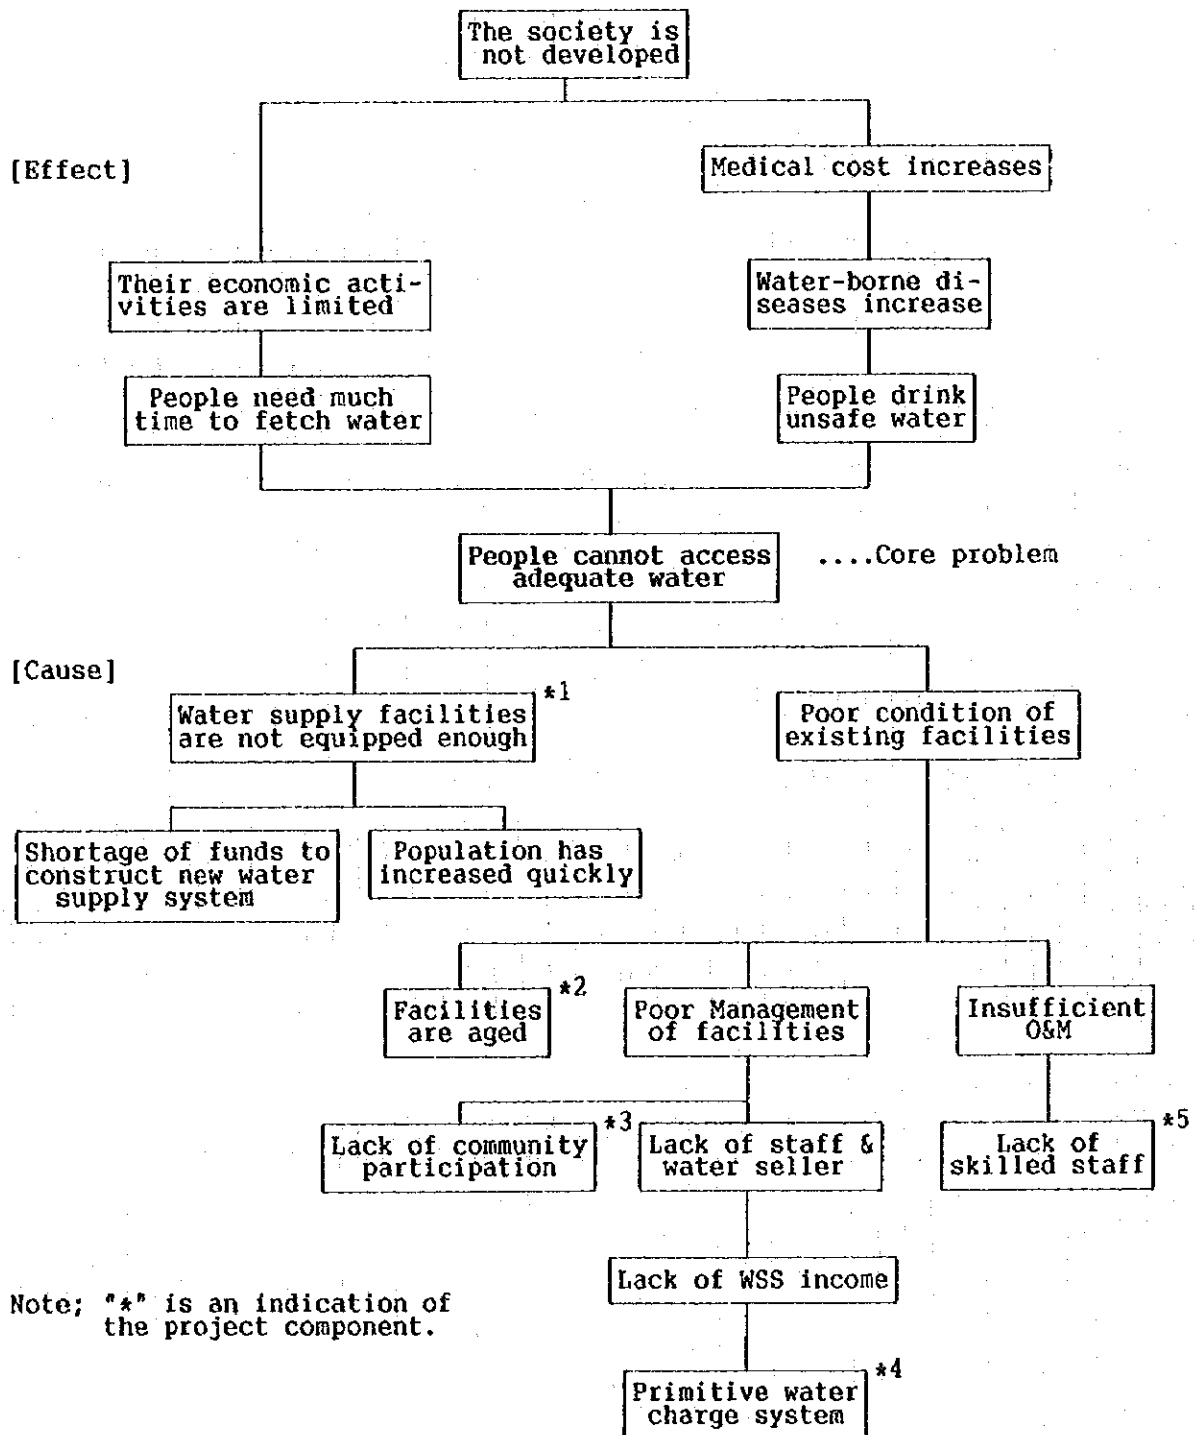 The society is
not developed
[Effect]
Medical cost increases
Their economic acti-
vities are limited
Water-borne di-
seases increase
People need much
time to fetch water
People drink
unsafe water
People cannot access
adequate water
....Core problem
[Cause]
Water supply facilities
are not equipped enough
*1
Poor condition of
existing facilities
Shortage of funds to
construct new water
supply system
Population has
increased quickly
Facilities
are aged
*2
Poor Management
of facilities
Insufficient
O&M
Lack of community
participation
*3
Lack of staff &
water seller
Lack of
skilled staff
*5
Lack of WSS income
Note; "*" is an indication of
the project component.
Primitive water
charge system
*4